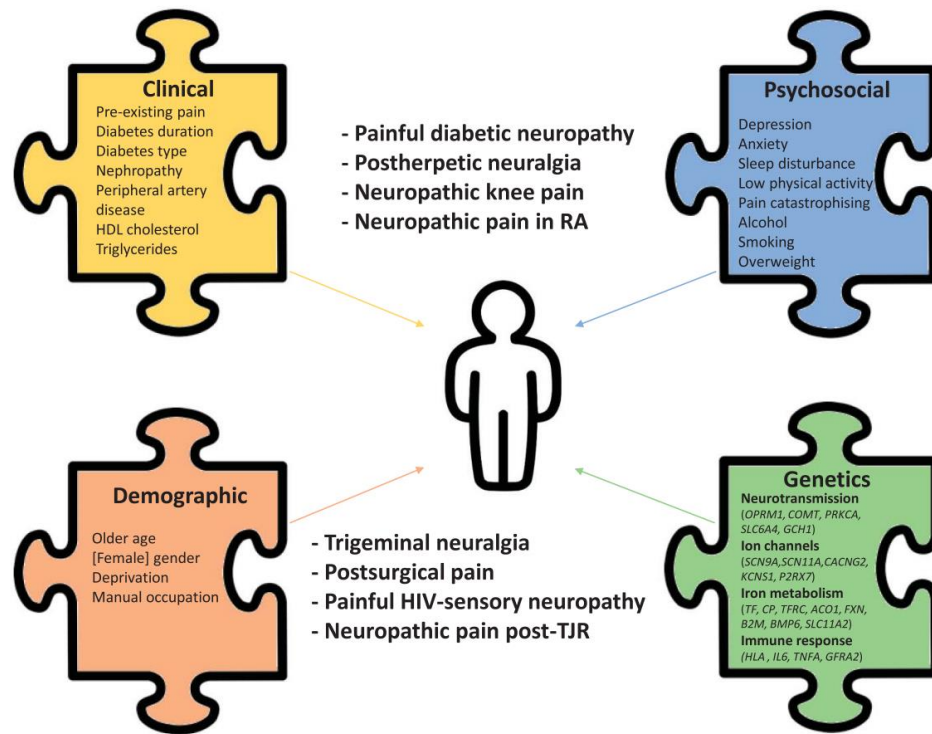 Clinical
Pre-existing pain
Diabetes duration
Diabetes type
Nephropathy
Peripheral artery
disease
HDL cholesterol
Triglycerides
- Painful diabetic neuropathy
- Postherpetic neuralgia
- Neuropathic knee pain
- Neuropathic pain in RA
Psychosocial
Depression
Anxiety
Sleep disturbance
Low physical activity
Pain catastrophising
Alcohol
Smoking
Overweight
Demographic
Older age
[Female] gender
Deprivation
Manual occupation
- Trigeminal neuralgia
- Postsurgical pain
- Painful HIV-sensory neuropathy
- Neuropathic pain post-TJR
Genetics
Neurotransmission
(OPRM1, COMT, PRKCA,
SLC6A4, GCH1)
Ion channels
(SCN9A,SCN11A,CACNG2,
KCNS1, P2RX7)
Iron metabolism
(TF, CP, TFRC, ACO1, FXN,
B2M, BMP6, SLC11A2)
Immune response
(HLA , IL6, TNFA, GFRA2)